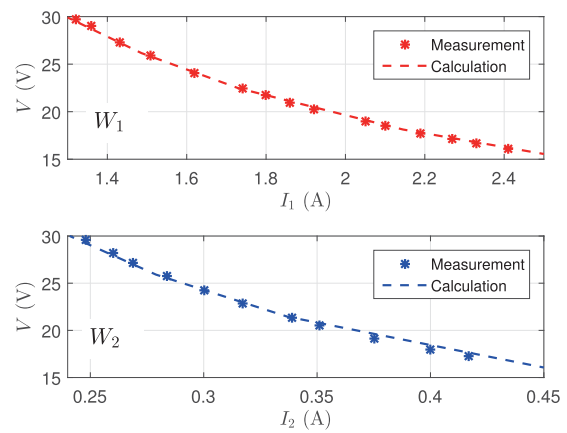 30
25
20
15
V (V)
W1
Measurement
Calculation
1.4 1.6 1.8 2 2.2 2.4
I1 (A)
30
25
20
15
V (V)
W2
Measurement
Calculation
0.25 0.3 0.35 0.4 0.45
I2 (A)